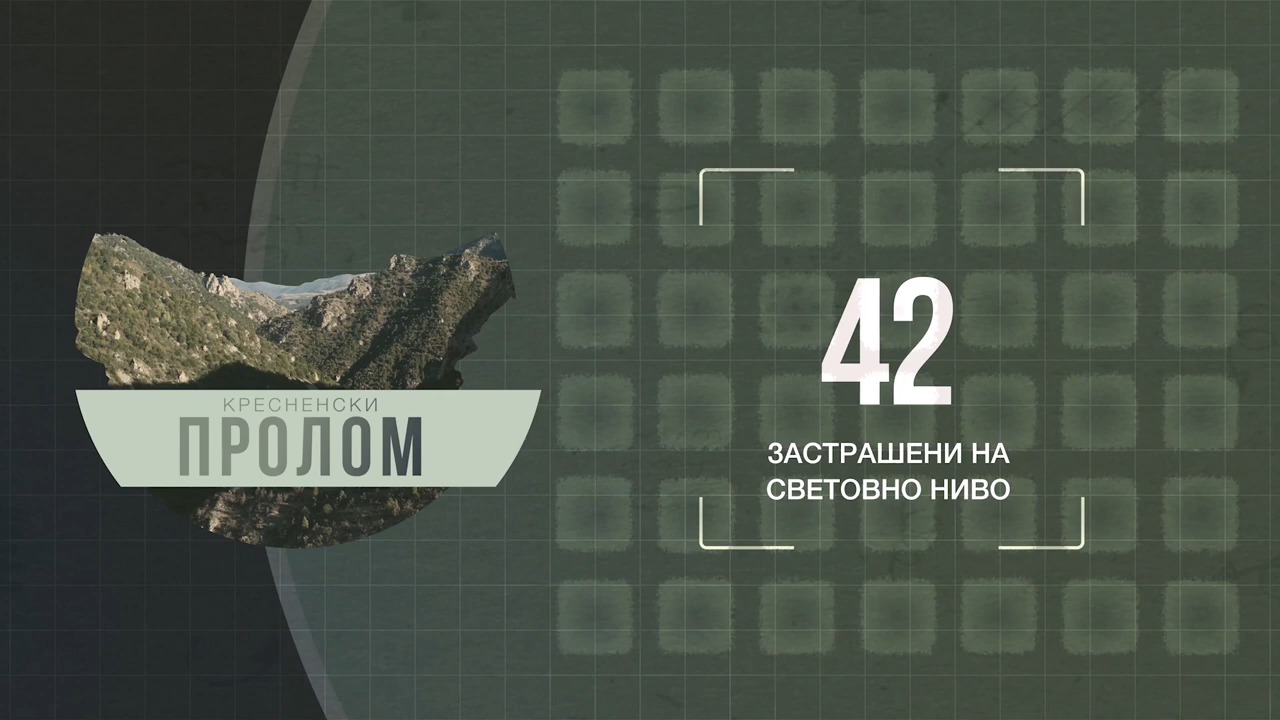 КРЕСНЕНСКИ
ПРОЛОМ
42
ЗАСТРАШЕНИ НА
СВЕТОВНО НИВО